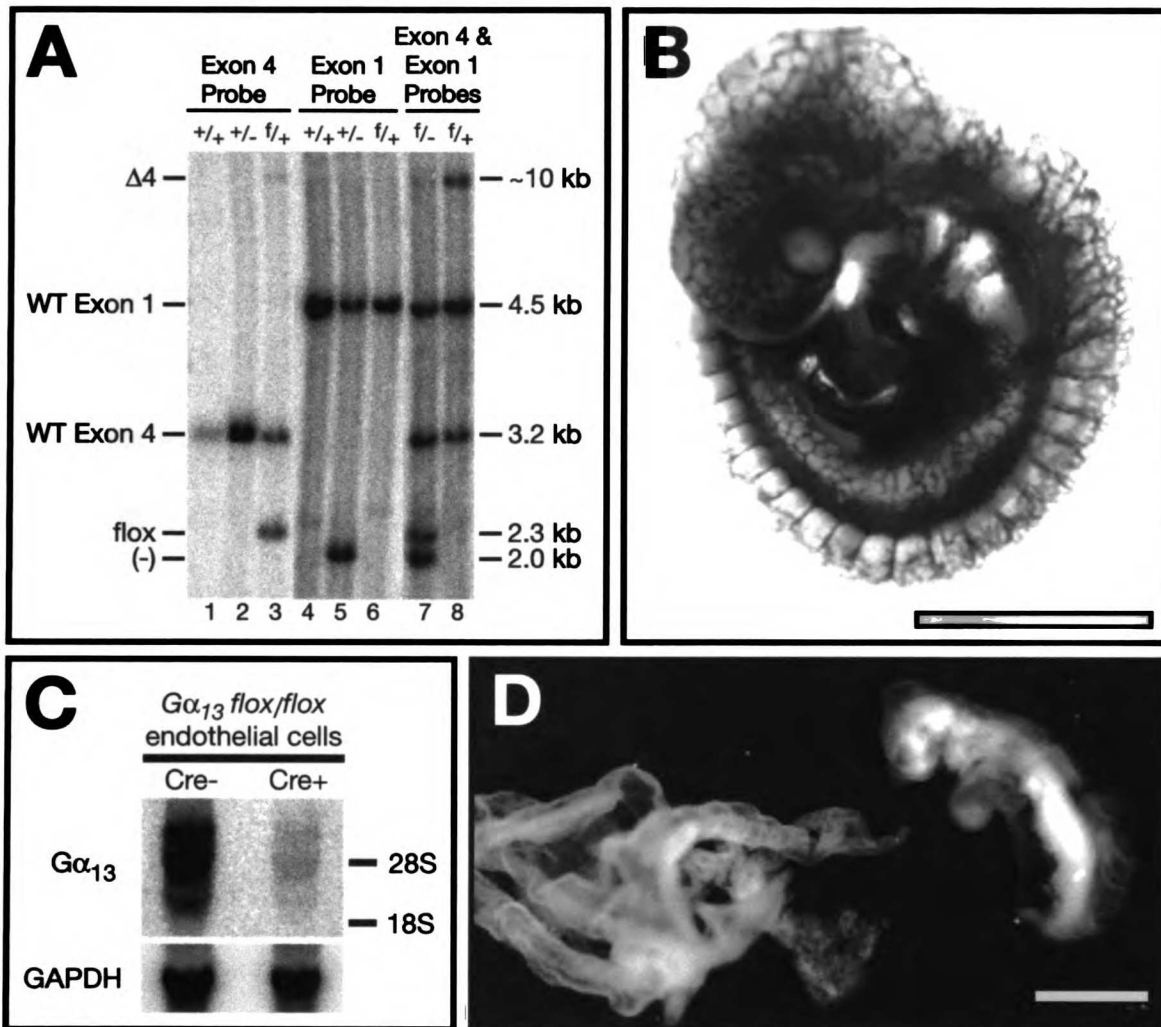 A
Exon 4 Probe
Exon 1 Probe
Exon 4 & Exon 1 Probes
+/+ +/- f/+ +/+ +/- f/+ f/- f/+
Δ4 ~10 kb
WT Exon 1 4.5 kb
WT Exon 4 3.2 kb
flox 2.3 kb
(-) 2.0 kb
1 2 3 4 5 6 7 8
B
C
Gα13 flox/flox
endothelial cells
Cre- Cre+
Gα13 28S
18S
GAPDH
D